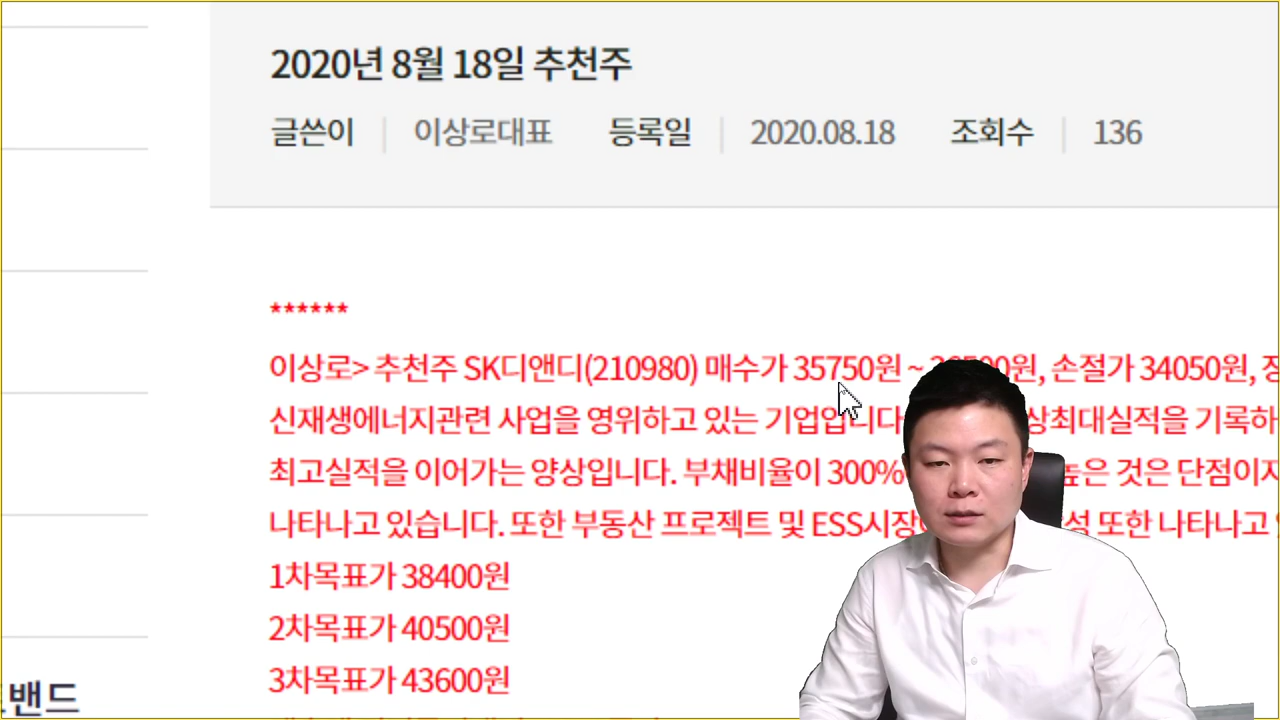 2020년 8월 18일 추천주
글쓴이 이상로대표 등록일 2020.08.18 조회수 136
******
이상로> 추천주 SK디앤디(210980) 매수가 35750원 ~ 원, 손절가 34050원,
신재생에너지관련 사업을 영위하고 있는 기업입니다 상최대실적을 기록하
최고실적을 이어가는 양상입니다. 부채비율이 300% 높은 것은 단점이지
나타나고 있습니다. 또한 부동산 프로젝트 및 ESS시장 성 또한 나타나고
1차목표가 38400원
2차목표가 40500원
3차목표가 43600원
밴드